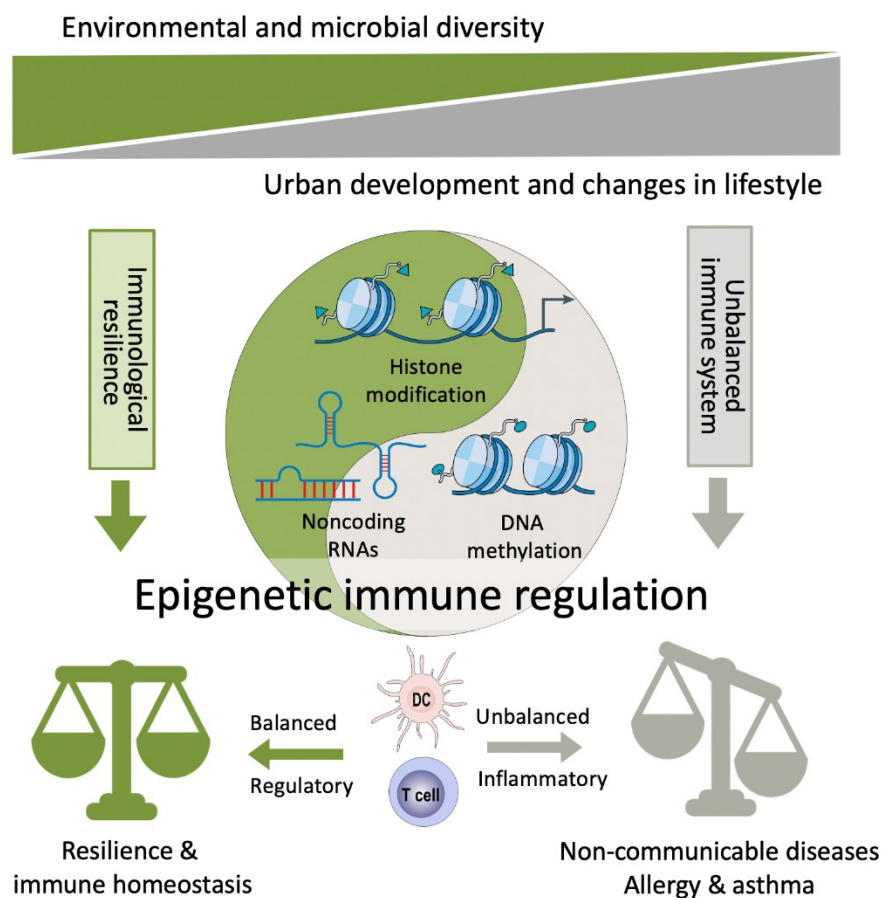 Environmental and microbial diversity
Urban development and changes in lifestyle
Immunological
resilience
Unbalanced
immune system
Histone
modification
Noncoding
RNAs
DNA
methylation
Epigenetic immune regulation
DC
T cell
Balanced
Regulatory
Unbalanced
Inflammatory
Resilience &
immune homeostasis
Non-communicable diseases
Allergy & asthma